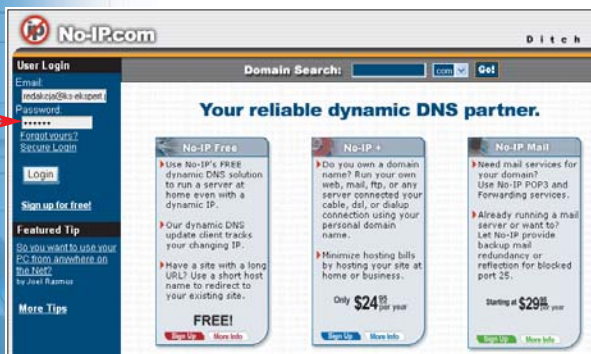 No-IP.com
Ditch
User Login
Email:
redakcja@ks-ekspert.
Password:
••••••
Forgot yours?
Secure Login
Login
Sign up for free!
Featured Tip
So you want to use your
PC from anywhere on
the Net?
by Joel Rasmus
More Tips
Domain Search:
com
Go!
Your reliable dynamic DNS partner.
No-IP Free
Use No-IP's FREE
dynamic DNS solution
to run a server at
home even with a
dynamic IP.
Our dynamic DNS
update client tracks
your changing IP.
Have a site with a long
URL? Use a short host
name to redirect to
your existing site.
FREE!
Sign Up More Info
No-IP +
Do you own a domain
name? Run your own
web, mail, ftp, or any
server connected your
cable, dsl, or dialup
connection using your
personal domain
name.
Minimize hosting bills
by hosting your site at
home or business.
Only $24.95 per year
Sign Up More Info
No-IP Mail
Need mail services for
your domain?
Use No-IP POP3 and
Forwarding services.
Already running a mail
server or want to?
Let No-IP provide
backup mail
redundancy or
reflection for blocked
port 25.
Starting at $29.95 per year
Sign Up More Info